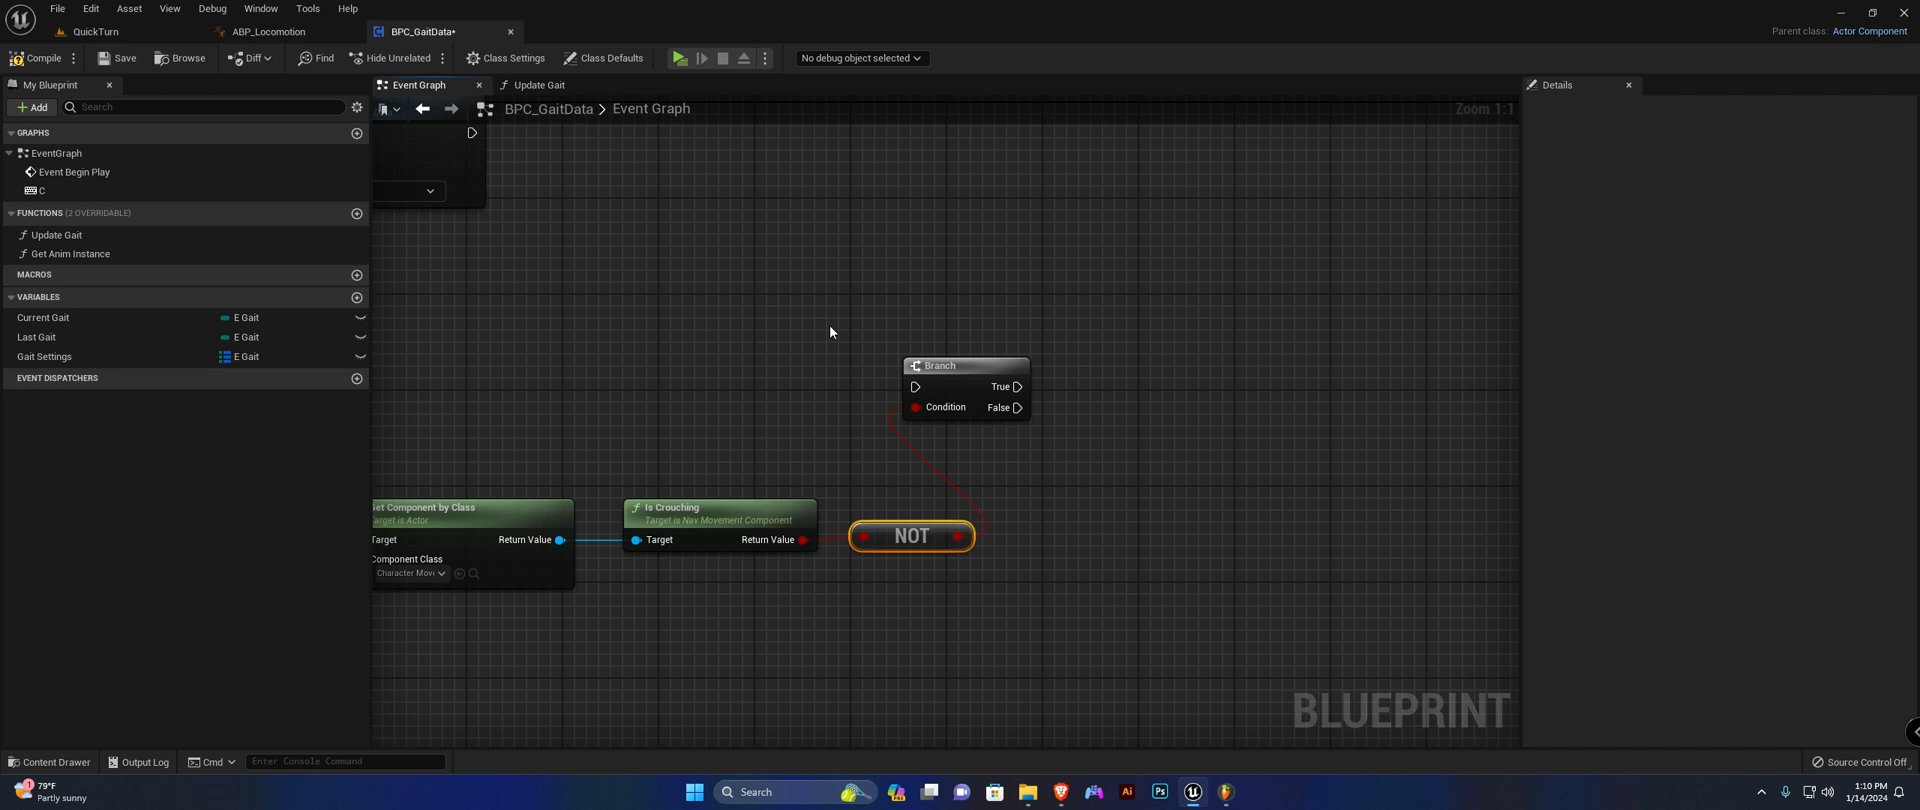 File Edit Asset View Debug Window Tools Help
QuickTurn ABP_Locomotion BPC_GaitData•
Parent class: Actor Component
Compile Save Browse Diff Find Hide Unrelated Class Settings Class Defaults No debug object selected
My Blueprint Event Graph Update Gait Details
Add Search BPC_GaitData > Event Graph Zoom 1:1
GRAPHS
EventGraph
Event Begin Play
C
FUNCTIONS (2 OVERRIDABLE)
Update Gait
Get Anim Instance
MACROS
VARIABLES
Current Gait E Gait
Last Gait E Gait
Gait Settings E Gait
EVENT DISPATCHERS
Branch
True
Condition False
Get Component by Class
Target is Actor
Target Return Value
Component Class
Character Mov
Is Crouching
Target is Nav Movement Component
Target Return Value
NOT
BLUEPRINT
Content Drawer Output Log Cmd Enter Console Command Source Control Off
1
79°F
Partly sunny
Search
Ai Ps
1:10 PM
1/14/2024